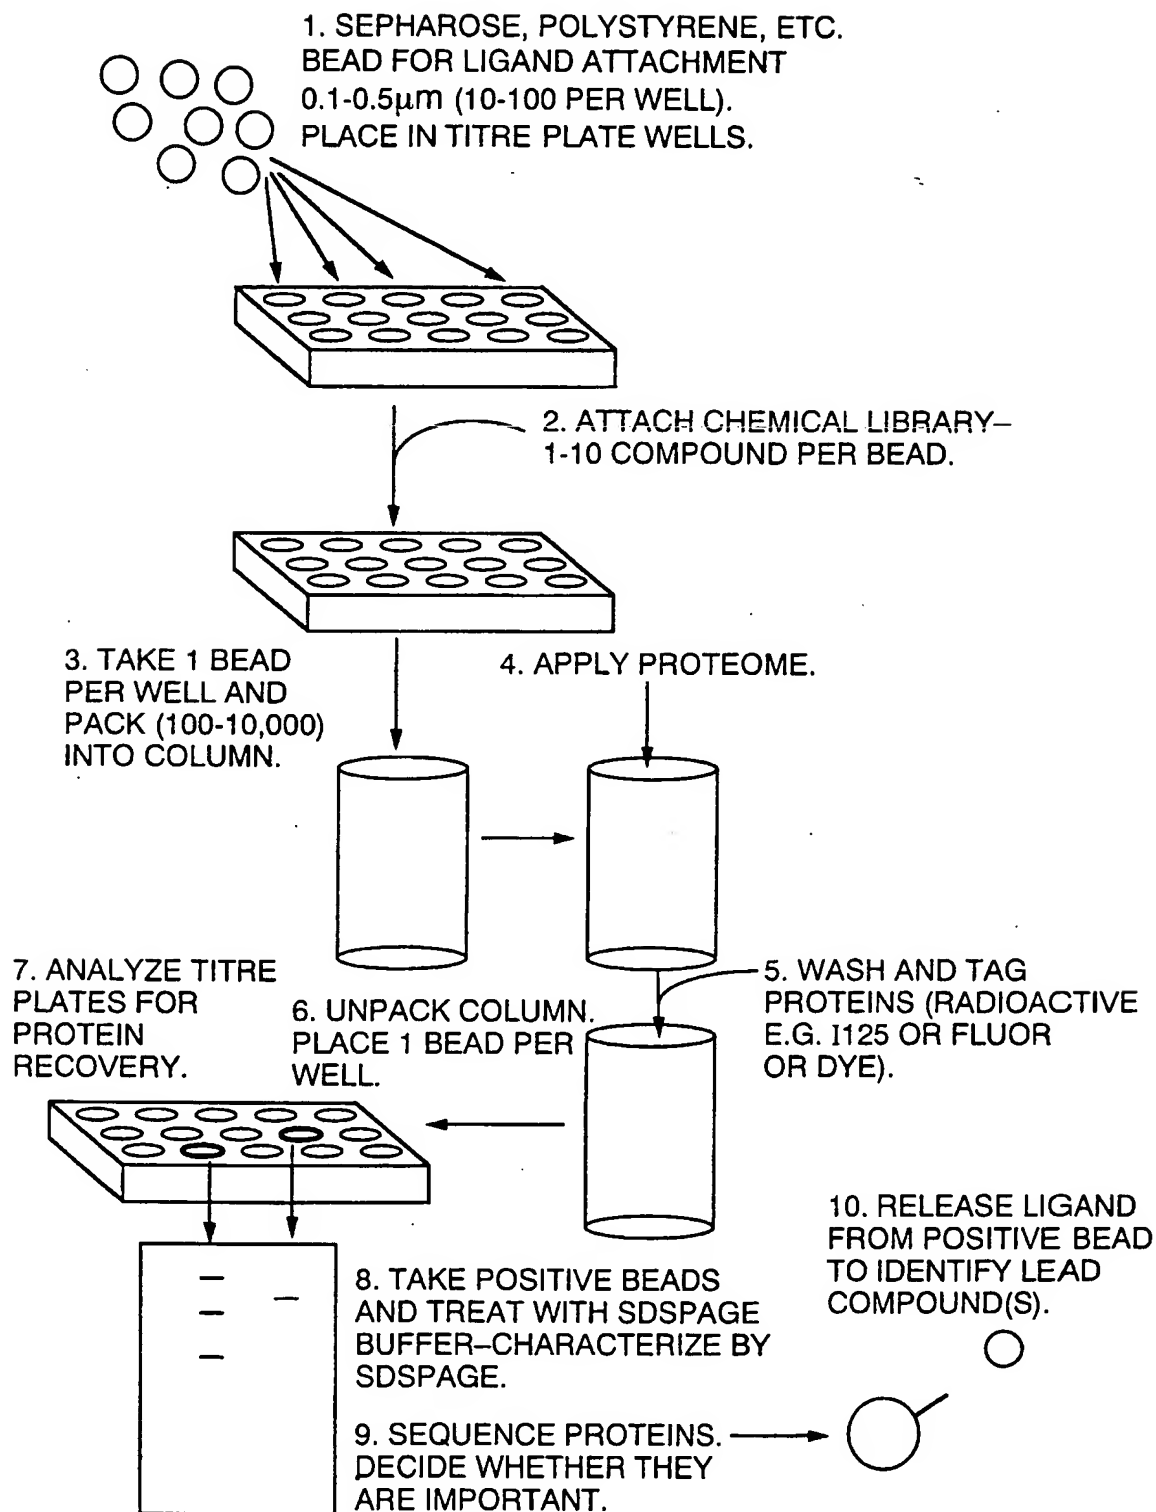 1. SEPHAROSE, POLYSTYRENE, ETC.
BEAD FOR LIGAND ATTACHMENT
0.1-0.5μm (10-100 PER WELL).
PLACE IN TITRE PLATE WELLS.
2. ATTACH CHEMICAL LIBRARY–
1-10 COMPOUND PER BEAD.
3. TAKE 1 BEAD
PER WELL AND
PACK (100-10,000)
INTO COLUMN.
4. APPLY PROTEOME.
5. WASH AND TAG
PROTEINS (RADIOACTIVE
E.G. I125 OR FLUOR
OR DYE).
6. UNPACK COLUMN.
PLACE 1 BEAD PER
WELL.
7. ANALYZE TITRE
PLATES FOR
PROTEIN
RECOVERY.
8. TAKE POSITIVE BEADS
AND TREAT WITH SDSPAGE
BUFFER–CHARACTERIZE BY
SDSPAGE.
9. SEQUENCE PROTEINS.
DECIDE WHETHER THEY
ARE IMPORTANT.
10. RELEASE LIGAND
FROM POSITIVE BEAD
TO IDENTIFY LEAD
COMPOUND(S).